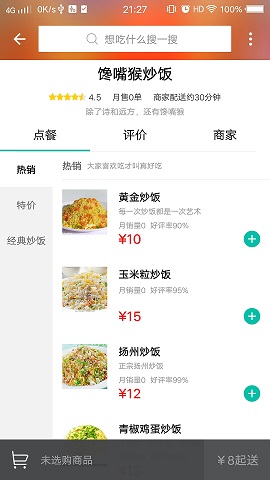 4G 0K/s 21:27 HD 100%
想吃什么搜一搜
馋嘴猴炒饭
4.5 月售0单 商家配送约30分钟
除了诗和远方，还有馋嘴猴
点餐 评价 商家
热销
特价
经典炒饭
热销 大家喜欢吃才叫真好吃
黄金炒饭
每一次炒饭都是一次艺术
月销量0 好评率90%
¥10
玉米粒炒饭
月销量0 好评率95%
¥15
扬州炒饭
正宗扬州炒饭
月销量0 好评率99%
¥12
青椒鸡蛋炒饭
未选购商品
¥8起送